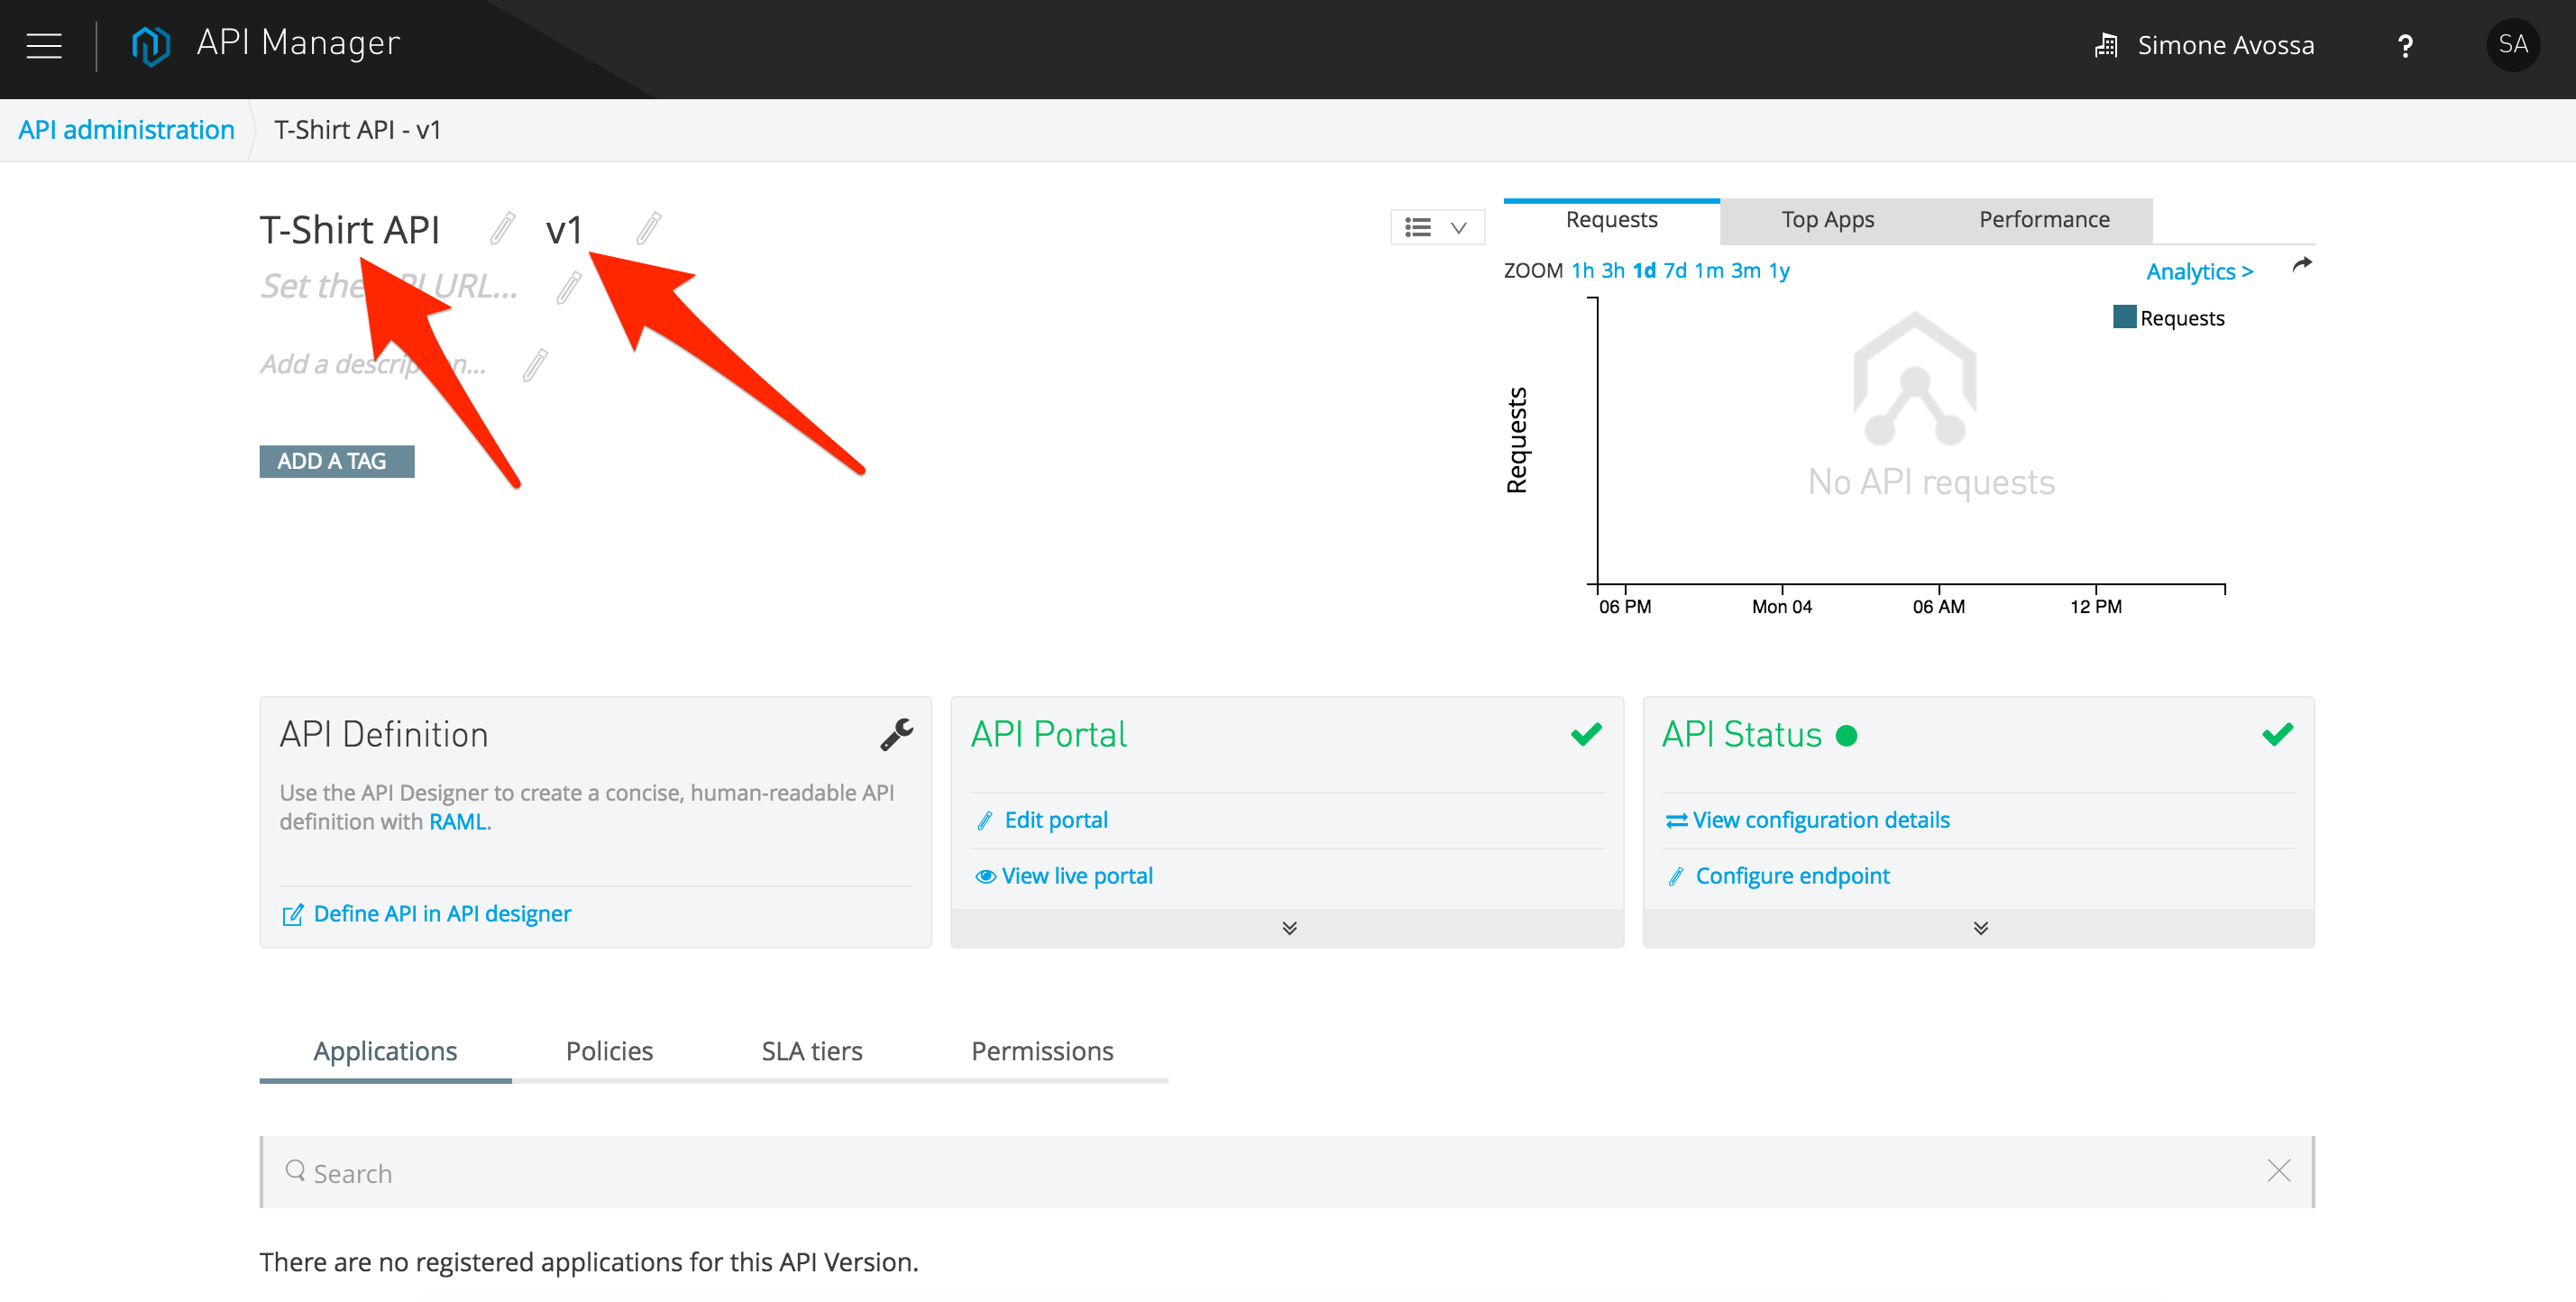 API Manager
Simone Avossa
?
SA
API administration
T-Shirt API - v1
T-Shirt API
v1
Set the PI URL...
Add a descrip n...
ADD A TAG
Requests
Top Apps
Performance
ZOOM 1h 3h 1d 7d 1m 3m 1y
Analytics >
Requests
Requests
No API requests
06 PM
Mon 04
06 AM
12 PM
API Definition
Use the API Designer to create a concise, human-readable API
definition with RAML.
Define API in API designer
API Portal
Edit portal
View live portal
API Status
View configuration details
Configure endpoint
Applications
Policies
SLA tiers
Permissions
Search
There are no registered applications for this API Version.